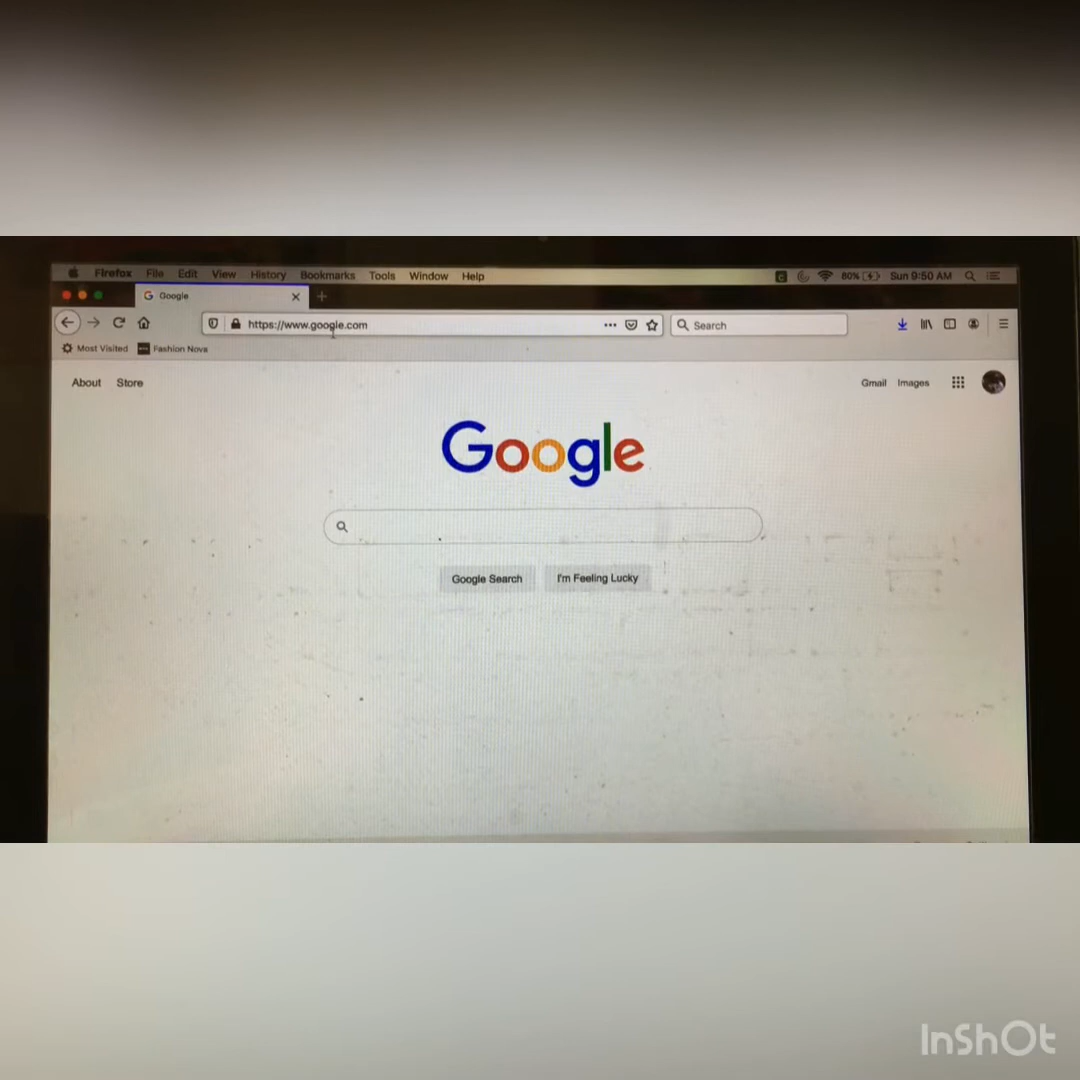 Firefox File Edit View History Bookmarks Tools Window Help 80% Sun 9:50 AM
Google
https://www.google.com Search
Most Visited Fashion Nova
About Store Gmail Images
Google
Google Search I'm Feeling Lucky
InShOt